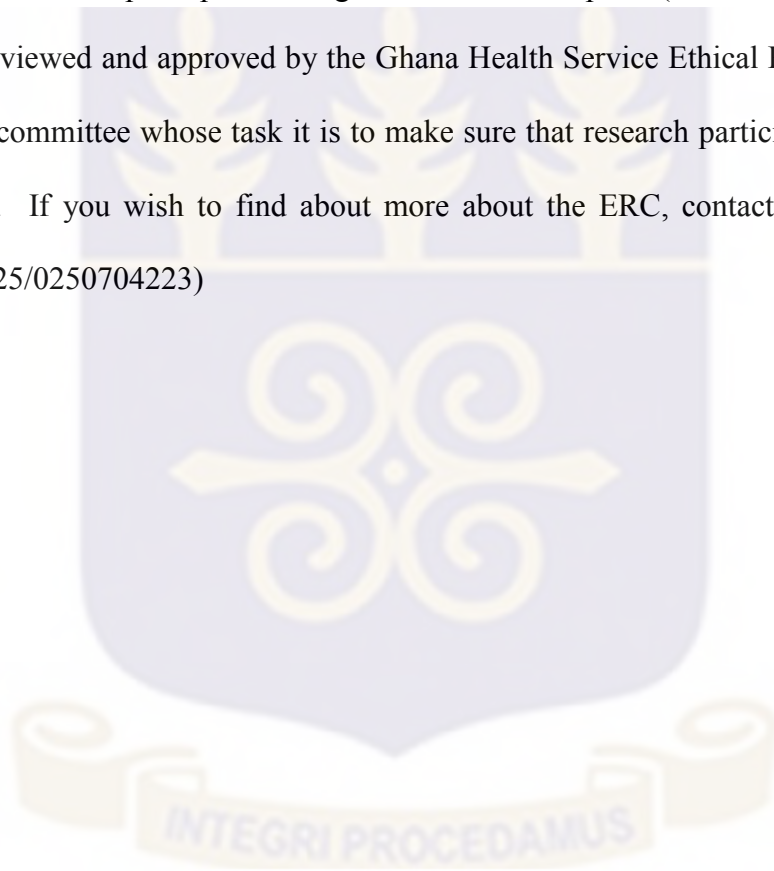 viewed and approved by the Ghana Health Service Ethical
committee whose task it is to make sure that research
If you wish to find about more about the ERC, contact
25/0250704223)
INTEGRI PROCEDAMUS